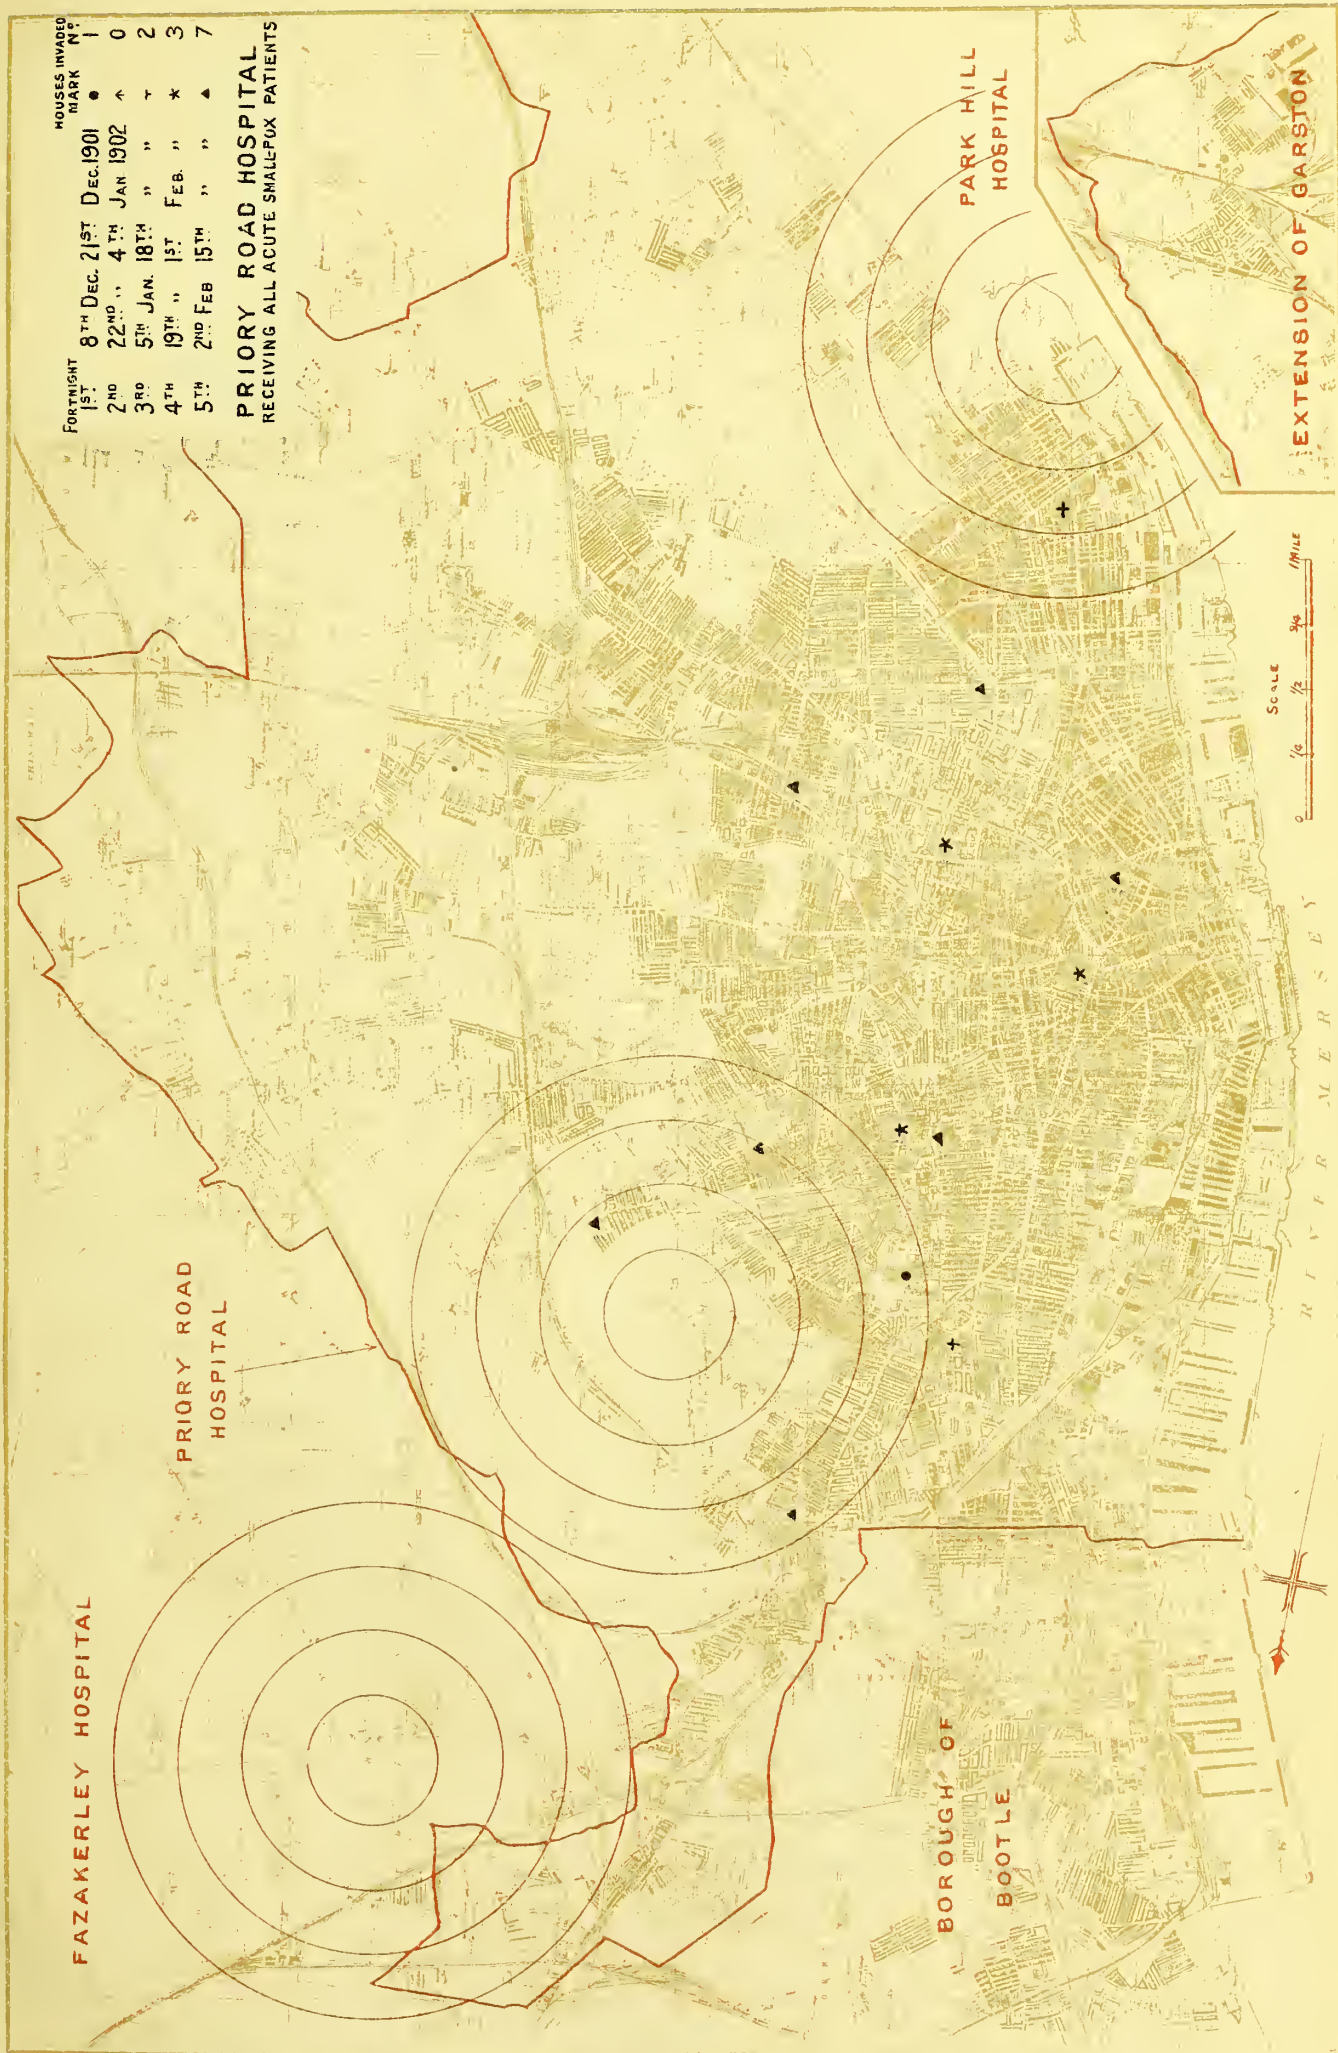 HOUSES INVADED
FORTNIGHT MARK No.
1ST 8TH DEC. 21ST DEC. 1901 ● 1
2ND 22ND ,, 4TH JAN 1902 ↑ 0
3RD 5TH JAN. 18TH ,, ,, + 2
4TH 19TH ,, 1ST FEB. ,, * 3
5TH 2ND FEB 15TH ,, ,, ▲ 7
PRIORY ROAD HOSPITAL
RECEIVING ALL ACUTE SMALL-POX PATIENTS
FAZAKERLEY HOSPITAL
PRIORY ROAD
HOSPITAL
PARK HILL
HOSPITAL
BOROUGH OF
BOOTLE
EXTENSION OF GARSTON
SCALE
0 1/4 1/2 3/4 1 MILE
RIVER MERSEY